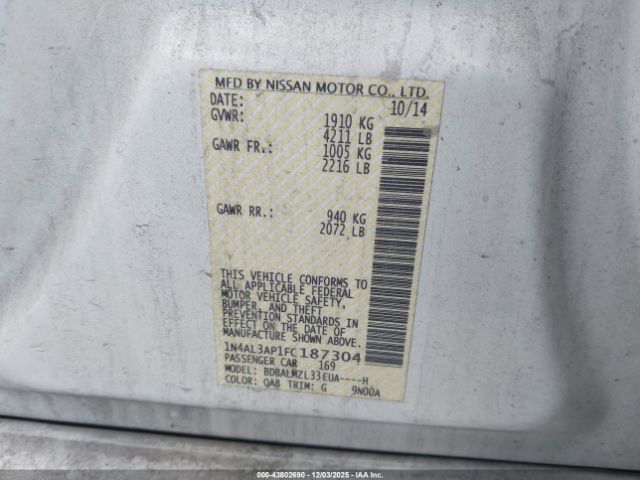 MFD BY NISSAN MOTOR CO., LTD.
DATE: 10/14
GVWR: 1910 KG
4211 LB
GAWR FR.: 1005 KG
2216 LB
GAWR RR.: 940 KG
2072 LB
THIS VEHICLE CONFORMS TO
ALL APPLICABLE FEDERAL
MOTOR VEHICLE SAFETY,
BUMPER, AND THEFT
PREVENTION STANDARDS IN
EFFECT ON THE DATE OF
MANUFACTURE SHOWN ABOVE.
1N4AL3AP1FC187304
PASSENGER CAR 169
MODEL: BDBALMZL33EUA----H
COLOR: QAB TRIM: G 9N00A
000-43802690 - 12/03/2025 - IAA Inc.